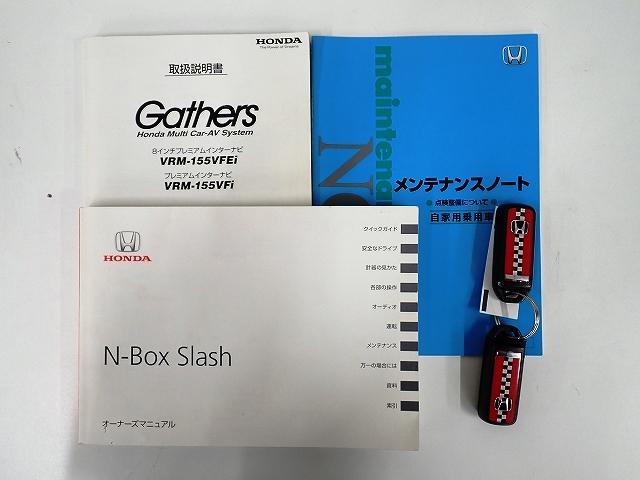 HONDA
The Power of Dreams
取扱説明書
Gathers
Honda Multi Car-AV System
8インチプレミアムインターナビ
VRM-155VFEi
プレミアムインターナビ
VRM-155VFi
maintenan
メンテナンスノート
点検整備について
自家用乗用車
HONDA
N-Box Slash
オーナーズマニュアル
クイックガイド
安全なドライブ
計器の見かた
各部の操作
オーディオ
運転
メンテナンス
万一の場合には
資料
索引